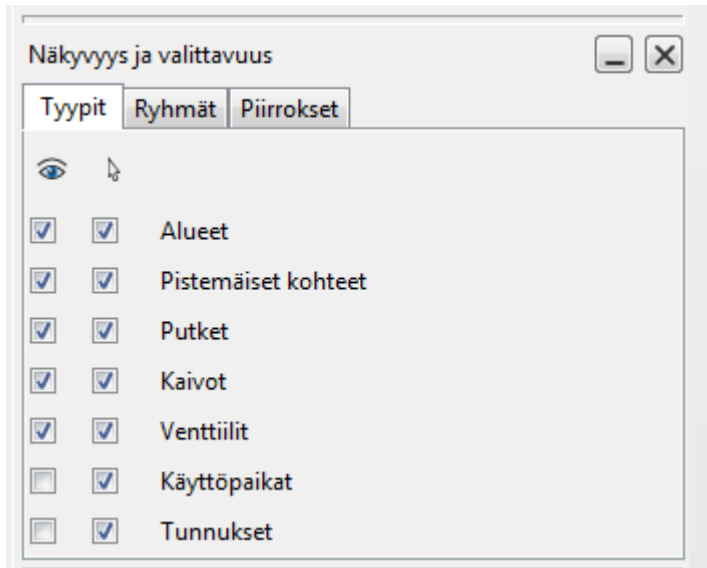 Näkyvyys ja valittavuus
Tyypit Ryhmät Piirrokset
Alueet
Pistemäiset kohteet
Putket
Kaivot
Venttiilit
Käyttöpaikat
Tunnukset